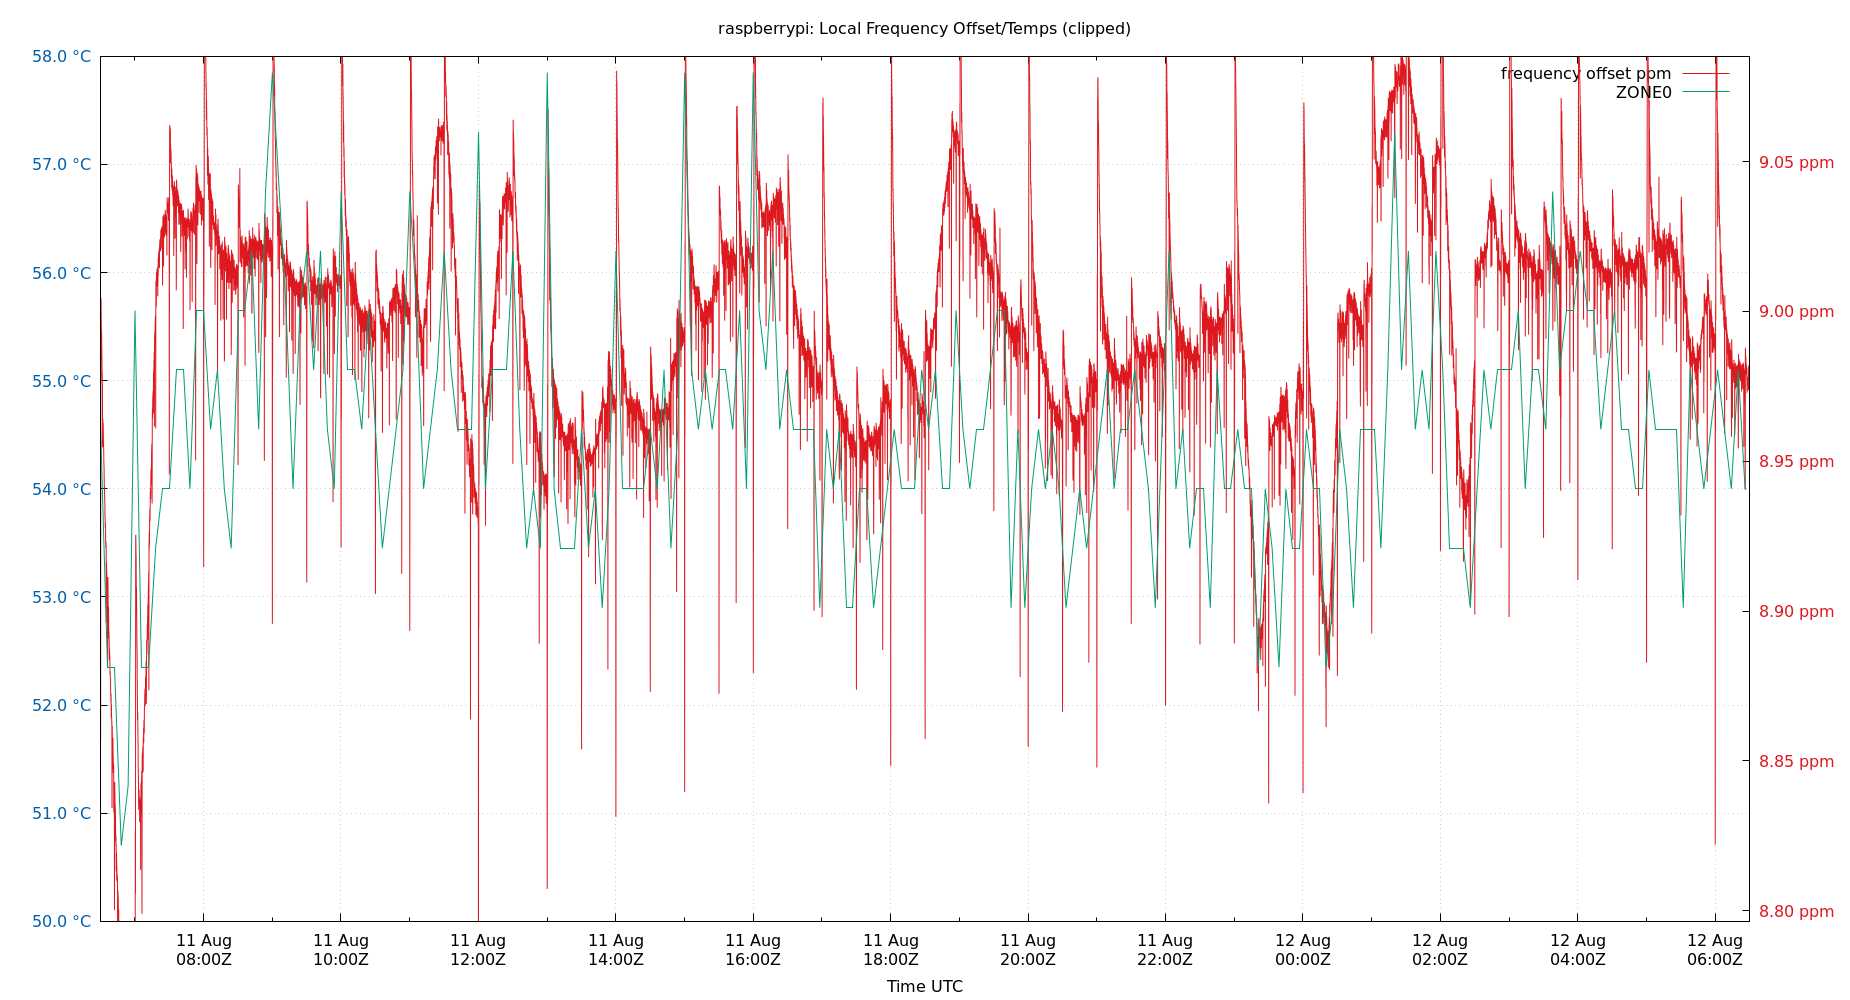 raspberrypi: Local Frequency Offset/Temps (clipped)
frequency offset ppm
ZONE0
58.0 °C
57.0 °C
56.0 °C
55.0 °C
54.0 °C
53.0 °C
52.0 °C
51.0 °C
50.0 °C
9.05 ppm
9.00 ppm
8.95 ppm
8.90 ppm
8.85 ppm
8.80 ppm
11 Aug 11 Aug 11 Aug 11 Aug 11 Aug 11 Aug 11 Aug 11 Aug 12 Aug 12 Aug 12 Aug 12 Aug
08:00Z 10:00Z 12:00Z 14:00Z 16:00Z 18:00Z 20:00Z 22:00Z 00:00Z 02:00Z 04:00Z 06:00Z
Time UTC